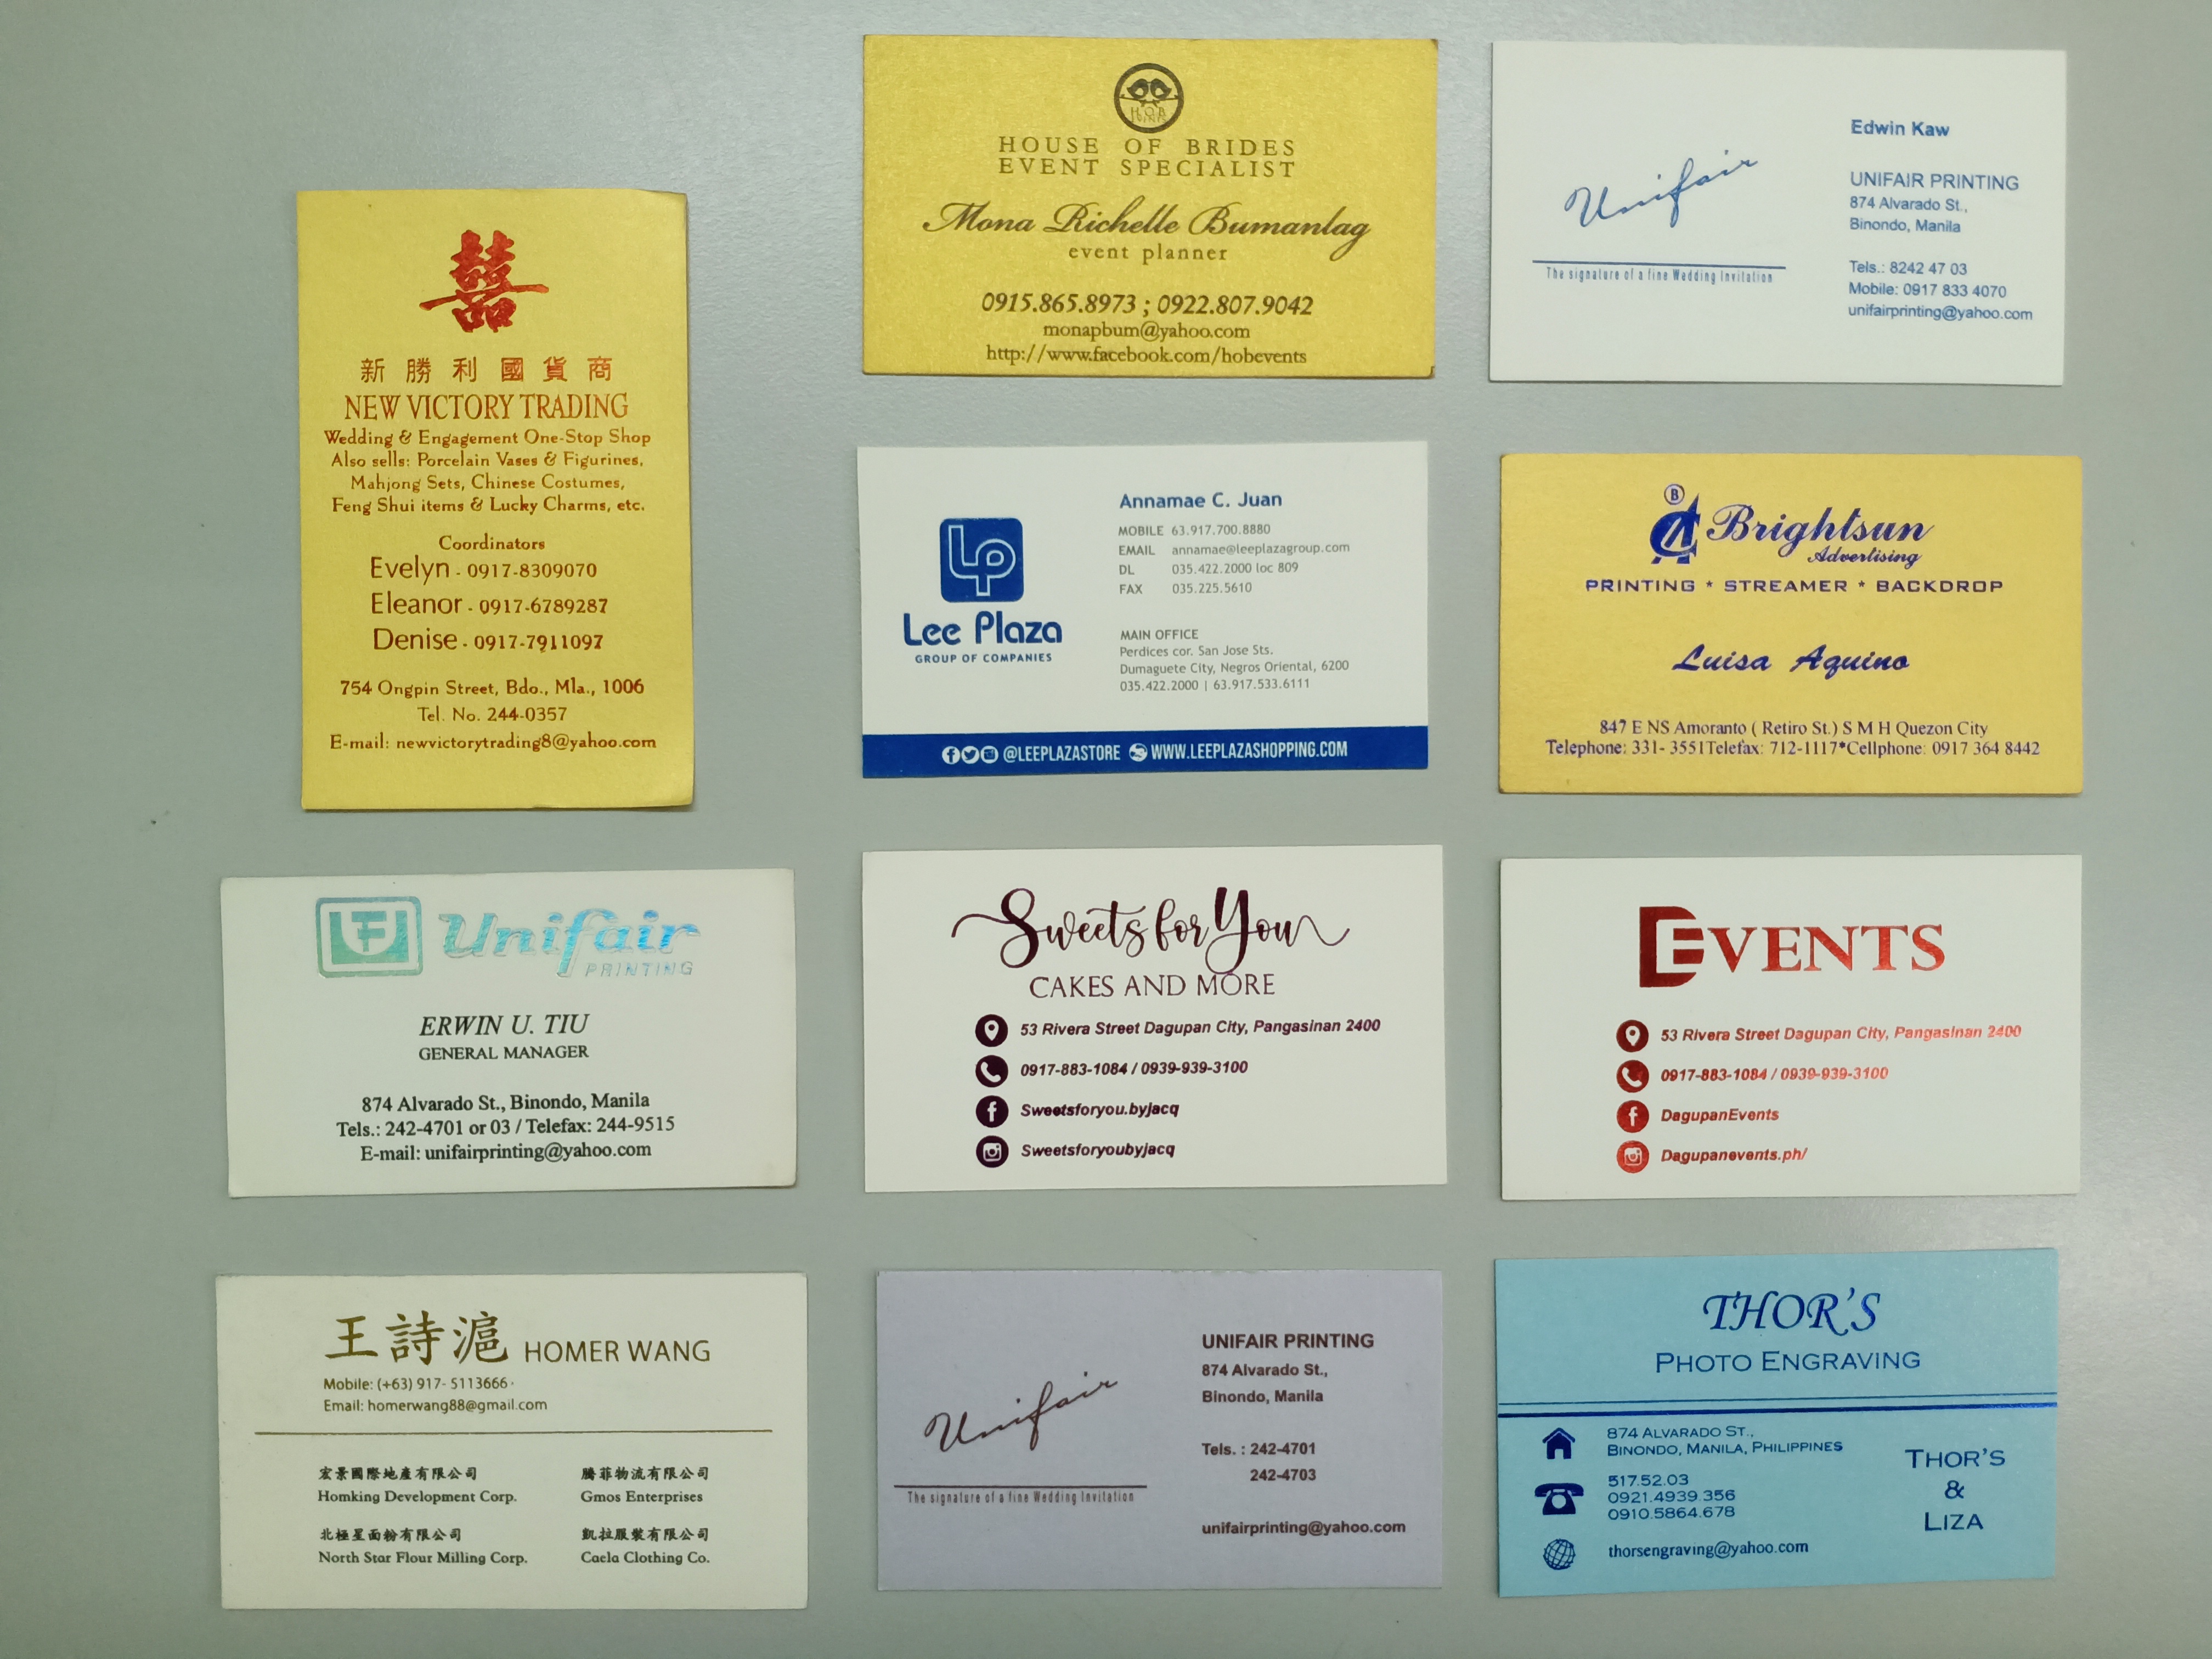 囍
新勝利國貨商
NEW VICTORY TRADING
Wedding & Engagement One-Stop Shop
Also sells: Porcelain Vases & Figurines,
Mahjong Sets, Chinese Costumes,
Feng Shui items & Lucky Charms, etc.
Coordinators
Evelyn - 0917-8309070
Eleanor - 0917-6789287
Denise - 0917-7911097
754 Ongpin Street, Bdo., Mla., 1006
Tel. No. 244-0357
E-mail: newvictorytrading8@yahoo.com
HOB
HOUSE OF BRIDES
EVENT SPECIALIST
Mona Richelle Bumanlag
event planner
0915.865.8973 ; 0922.807.9042
monapbum@yahoo.com
http://www.facebook.com/hobevents
Unifair
The signature of a fine Wedding Invitation
Edwin Kaw
UNIFAIR PRINTING
874 Alvarado St.,
Binondo, Manila
Tels.: 8242 47 03
Mobile: 0917 833 4070
unifairprinting@yahoo.com
LP
Lee Plaza
GROUP OF COMPANIES
Annamae C. Juan
MOBILE 63.917.700.8880
EMAIL annamae@leeplazagroup.com
DL 035.422.2000 loc 809
FAX 035.225.5610
MAIN OFFICE
Perdices cor. San Jose Sts.
Dumaguete City, Negros Oriental, 6200
035.422.2000 | 63.917.533.6111
@LEEPLAZASTORE WWW.LEEPLAZASHOPPING.COM
B
Brightsun
Advertising
PRINTING * STREAMER * BACKDROP
Luisa Aquino
847 E NS Amoranto ( Retiro St.) S M H Quezon City
Telephone: 331- 3551Telefax: 712-1117*Cellphone: 0917 364 8442
Unifair
PRINTING
ERWIN U. TIU
GENERAL MANAGER
874 Alvarado St., Binondo, Manila
Tels.: 242-4701 or 03 / Telefax: 244-9515
E-mail: unifairprinting@yahoo.com
Sweets for You
CAKES AND MORE
53 Rivera Street Dagupan City, Pangasinan 2400
0917-883-1084 / 0939-939-3100
Sweetsforyou.byjacq
Sweetsforyoubyjacq
DEVENTS
53 Rivera Street Dagupan City, Pangasinan 2400
0917-883-1084 / 0939-939-3100
DagupanEvents
Dagupanevents.ph/
王詩滬 HOMER WANG
Mobile: (+63) 917- 5113666
Email: homerwang88@gmail.com
宏景國際地產有限公司
Homking Development Corp.
騰菲物流有限公司
Gmos Enterprises
北極星面粉有限公司
North Star Flour Milling Corp.
凱拉服裝有限公司
Caela Clothing Co.
Unifair
The signature of a fine Wedding Invitation
UNIFAIR PRINTING
874 Alvarado St.,
Binondo, Manila
Tels. : 242-4701
242-4703
unifairprinting@yahoo.com
THOR'S
PHOTO ENGRAVING
874 ALVARADO ST.,
BINONDO, MANILA, PHILIPPINES
517.52.03
0921.4939.356
0910.5864.678
thorsengraving@yahoo.com
THOR'S
&
LIZA